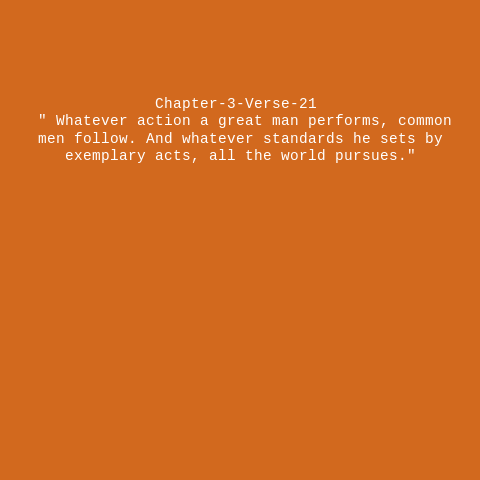 Chapter-3-Verse-21
" Whatever action a great man performs, common
men follow. And whatever standards he sets by
exemplary acts, all the world pursues."